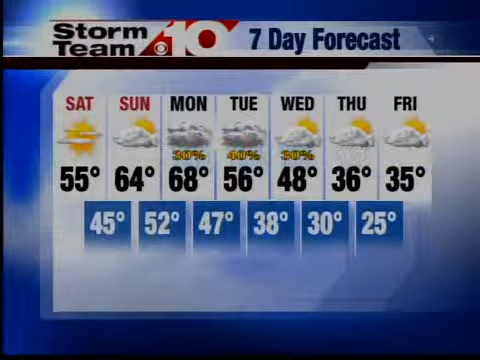 Storm Team 10 7 Day Forecast
SAT SUN MON TUE WED THU FRI
30% 40% 30%
55° 64° 68° 56° 48° 36° 35°
45° 52° 47° 38° 30° 25°